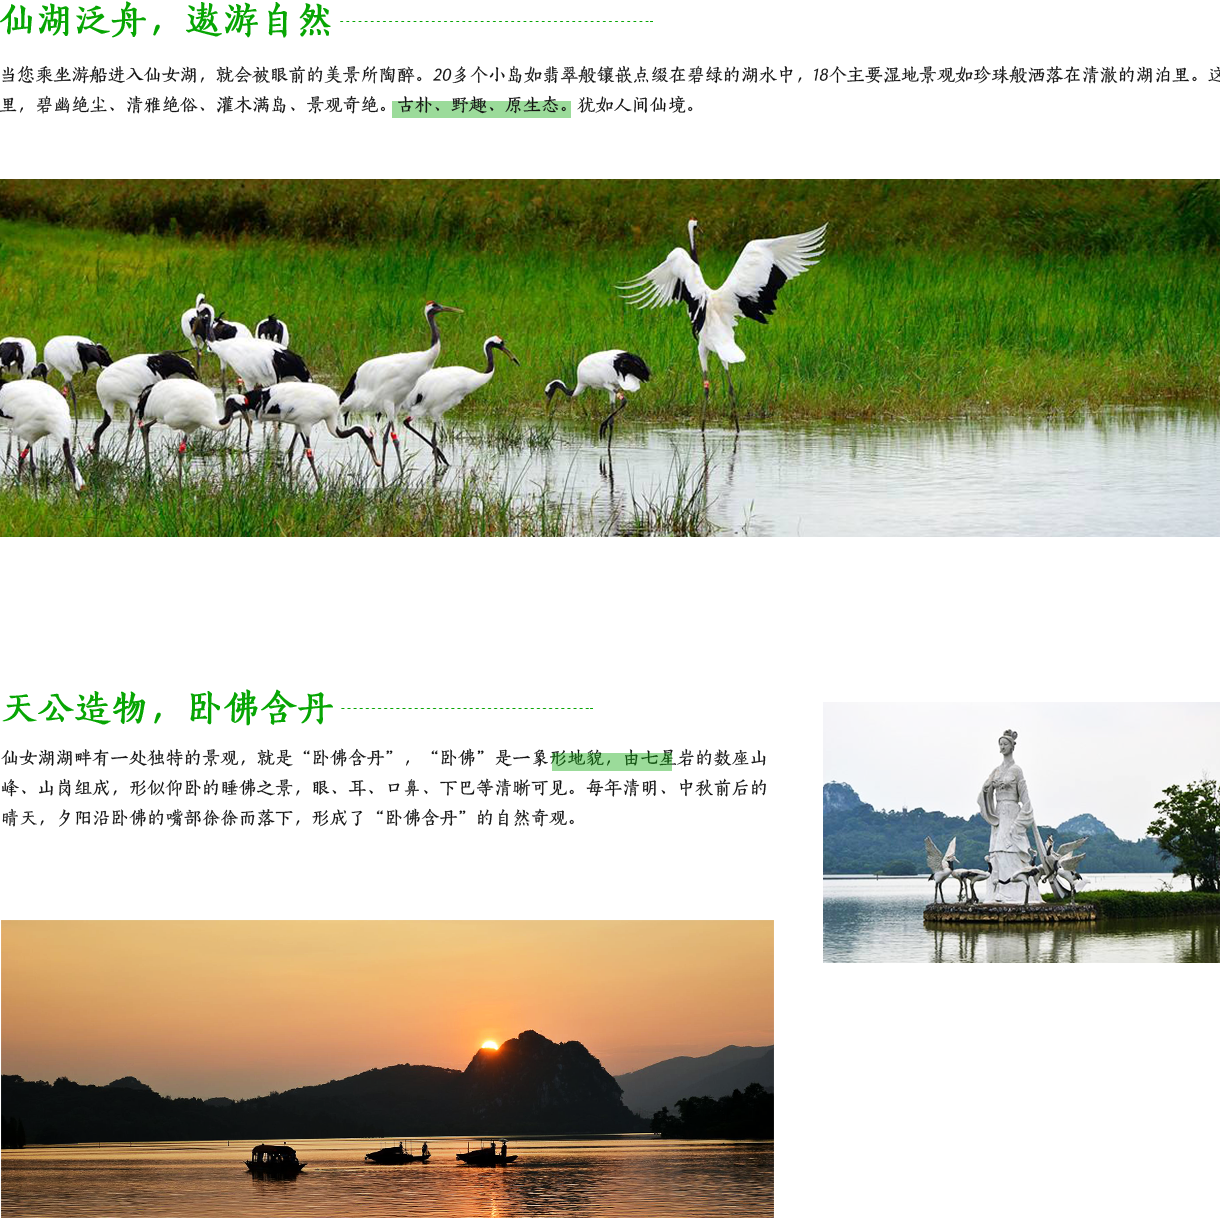 仙湖泛舟，遨游自然
当您乘坐游船进入仙女湖，就会被眼前的美景所陶醉。20多个小岛如翡翠般镶嵌点缀在碧绿的湖水中，18个主要湿地景观如珍珠般洒落在清澈的湖泊里。这
里，碧幽绝尘、清雅绝俗、灌木满岛、景观奇绝。古朴、野趣、原生态。犹如人间仙境。
天公造物，卧佛含丹
仙女湖湖畔有一处独特的景观，就是“卧佛含丹”，“卧佛”是一象形地貌，由七星岩的数座山
峰、山岗组成，形似仰卧的睡佛之景，眼、耳、口鼻、下巴等清晰可见。每年清明、中秋前后的
晴天，夕阳沿卧佛的嘴部徐徐而落下，形成了“卧佛含丹”的自然奇观。